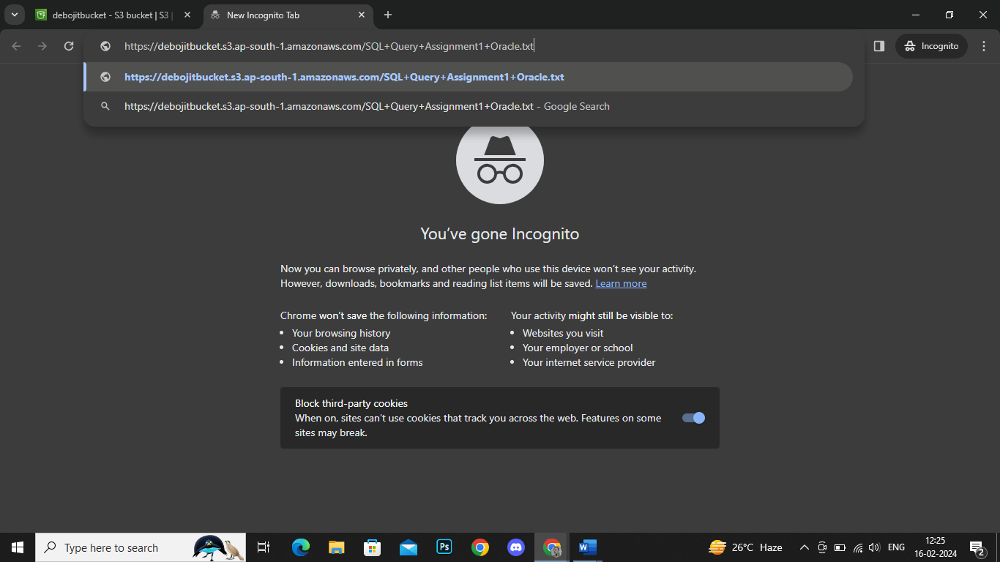 debojitbucket - S3 bucket | S3 |
New Incognito Tab
https://debojitbucket.s3.ap-south-1.amazonaws.com/SQL+Query+Assignment1+Oracle.txt
Incognito
https://debojitbucket.s3.ap-south-1.amazonaws.com/SQL+Query+Assignment1+Oracle.txt
https://debojitbucket.s3.ap-south-1.amazonaws.com/SQL+Query+Assignment1+Oracle.txt - Google Search
You've gone Incognito
Now you can browse privately, and other people who use this device won't see your activity.
However, downloads, bookmarks and reading list items will be saved. Learn more
Chrome won't save the following information:
Your browsing history
Cookies and site data
Information entered in forms
Your activity might still be visible to:
Websites you visit
Your employer or school
Your internet service provider
Block third-party cookies
When on, sites can't use cookies that track you across the web. Features on some
sites may break.
Type here to search
Ps
W
26°C Haze
ENG
12:25
16-02-2024
2